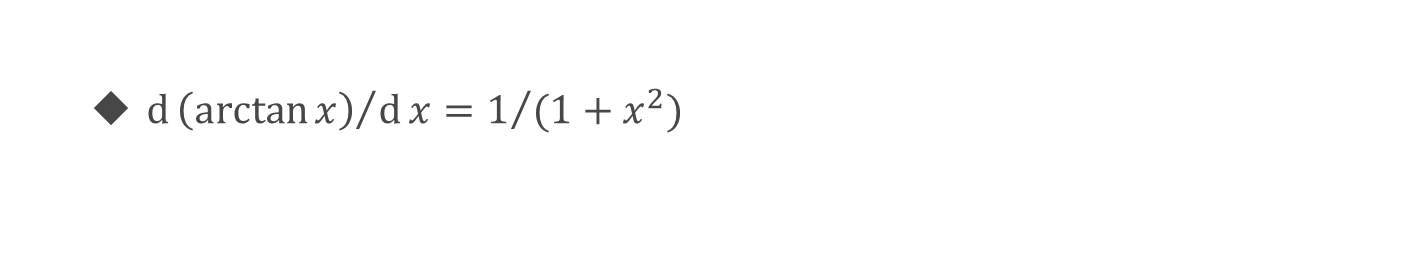 ◆ d (arctan x)/d x = 1/(1 + x²)